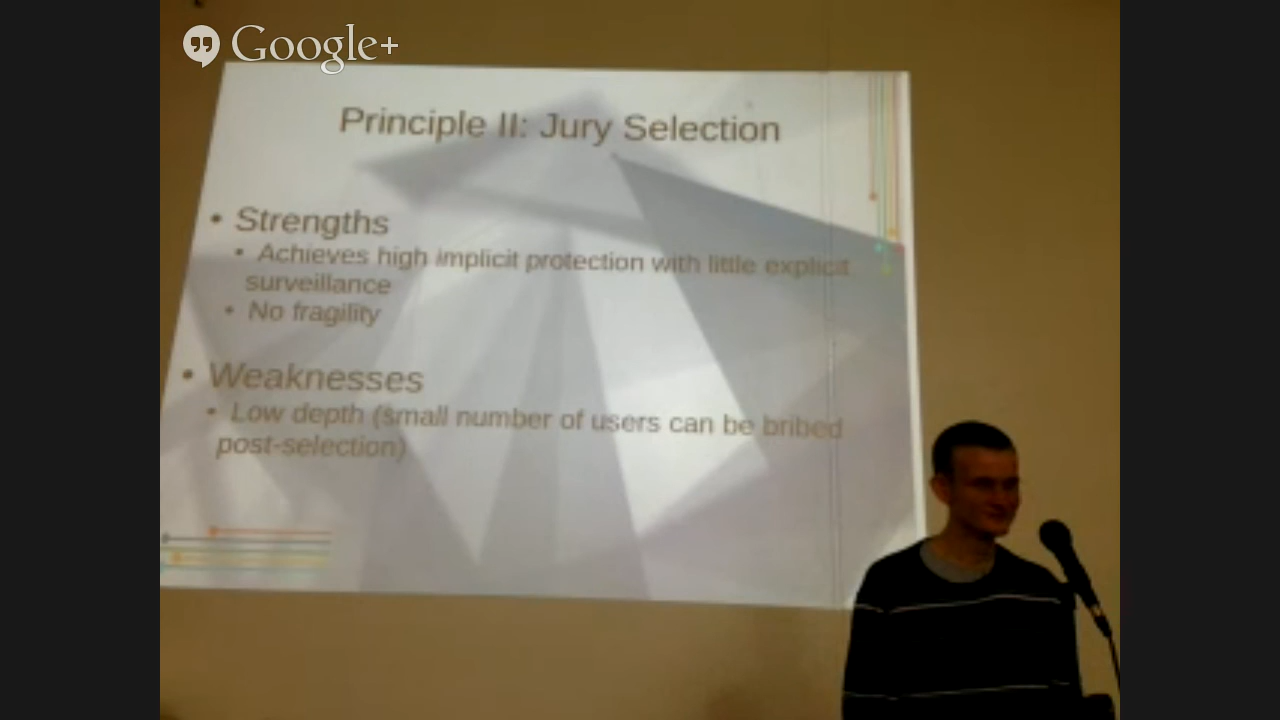 Google+
Principle II: Jury Selection
• Strengths
• Achieves high implicit protection with little explicit
surveillance
• No fragility
• Weaknesses
• Low depth (small number of users can be bribed
post-selection)